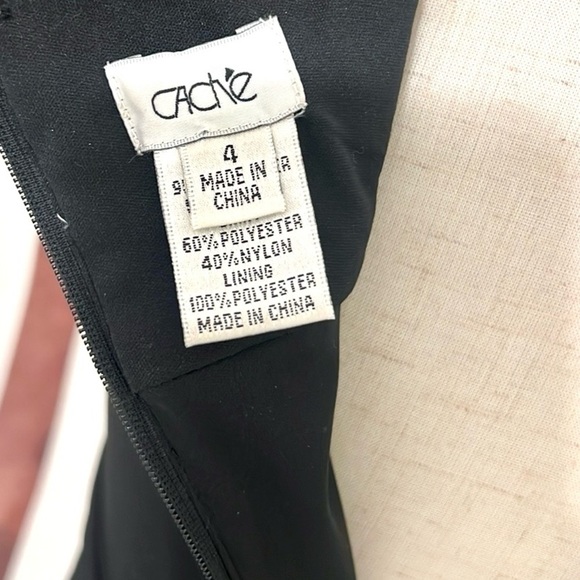 CACHÉ
4
MADE IN
CHINA
60%POLYESTER
40%NYLON
LINING
100%POLYESTER
MADE IN CHINA